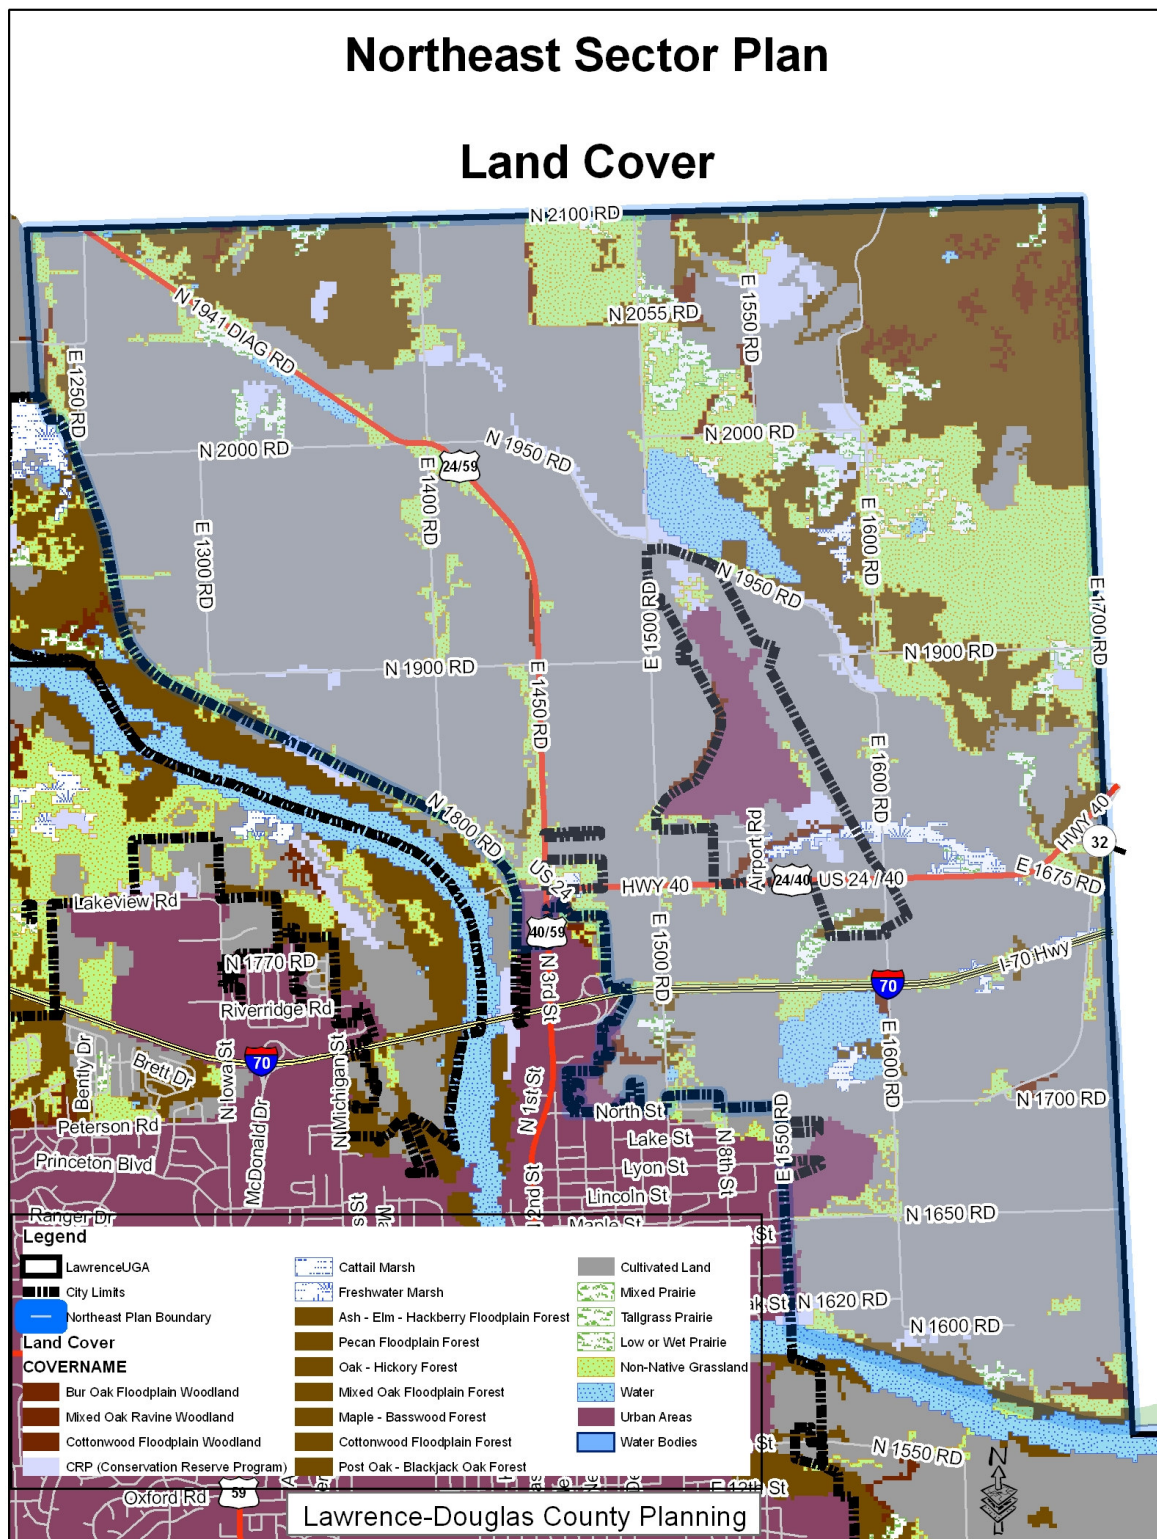 Northeast Sector Plan
Land Cover
N 2100 RD
N 1941 DIAG RD
N 2055 RD
E 1550 RD
E 1250 RD
N 2000 RD
N 1950 RD
N 2000 RD
24/59
E 1400 RD
E 1300 RD
E 1600 RD
N 1950 RD
E 1500 RD
E 1700 RD
N 1900 RD
N 1900 RD
E 1450 RD
E 1600 RD
N 1800 RD
HWY 40
32
US 24
HWY 40
Airport Rd
24/40
US 24 / 40
E 1675 RD
Lakeview Rd
40/59
E 1500 RD
N 1770 RD
N 3rd St
I-70 Hwy
70
Riverridge Rd
Bently Dr
Brett Dr
N Iowa St
70
N Michigan St
McDonald Dr
N 1st St
E 1600 RD
N 1700 RD
North St
E 1550 RD
Peterson Rd
Lake St
N 8th St
Princeton Blvd
Lyon St
Lincoln St
N 2nd St
Ranger Dr
Maple St
N 1650 RD
N 1620 RD
N 1600 RD
N 1550 RD
Legend
LawrenceUGA
City Limits
Northeast Plan Boundary
Land Cover
COVERNAME
Bur Oak Floodplain Woodland
Mixed Oak Ravine Woodland
Cottonwood Floodplain Woodland
CRP (Conservation Reserve Program)
Cattail Marsh
Freshwater Marsh
Ash - Elm - Hackberry Floodplain Forest
Pecan Floodplain Forest
Oak - Hickory Forest
Mixed Oak Floodplain Forest
Maple - Basswood Forest
Cottonwood Floodplain Forest
Post Oak - Blackjack Oak Forest
Cultivated Land
Mixed Prairie
Tallgrass Prairie
Low or Wet Prairie
Non-Native Grassland
Water
Urban Areas
Water Bodies
Oxford Rd
59
E 12th St
N
Lawrence-Douglas County Planning